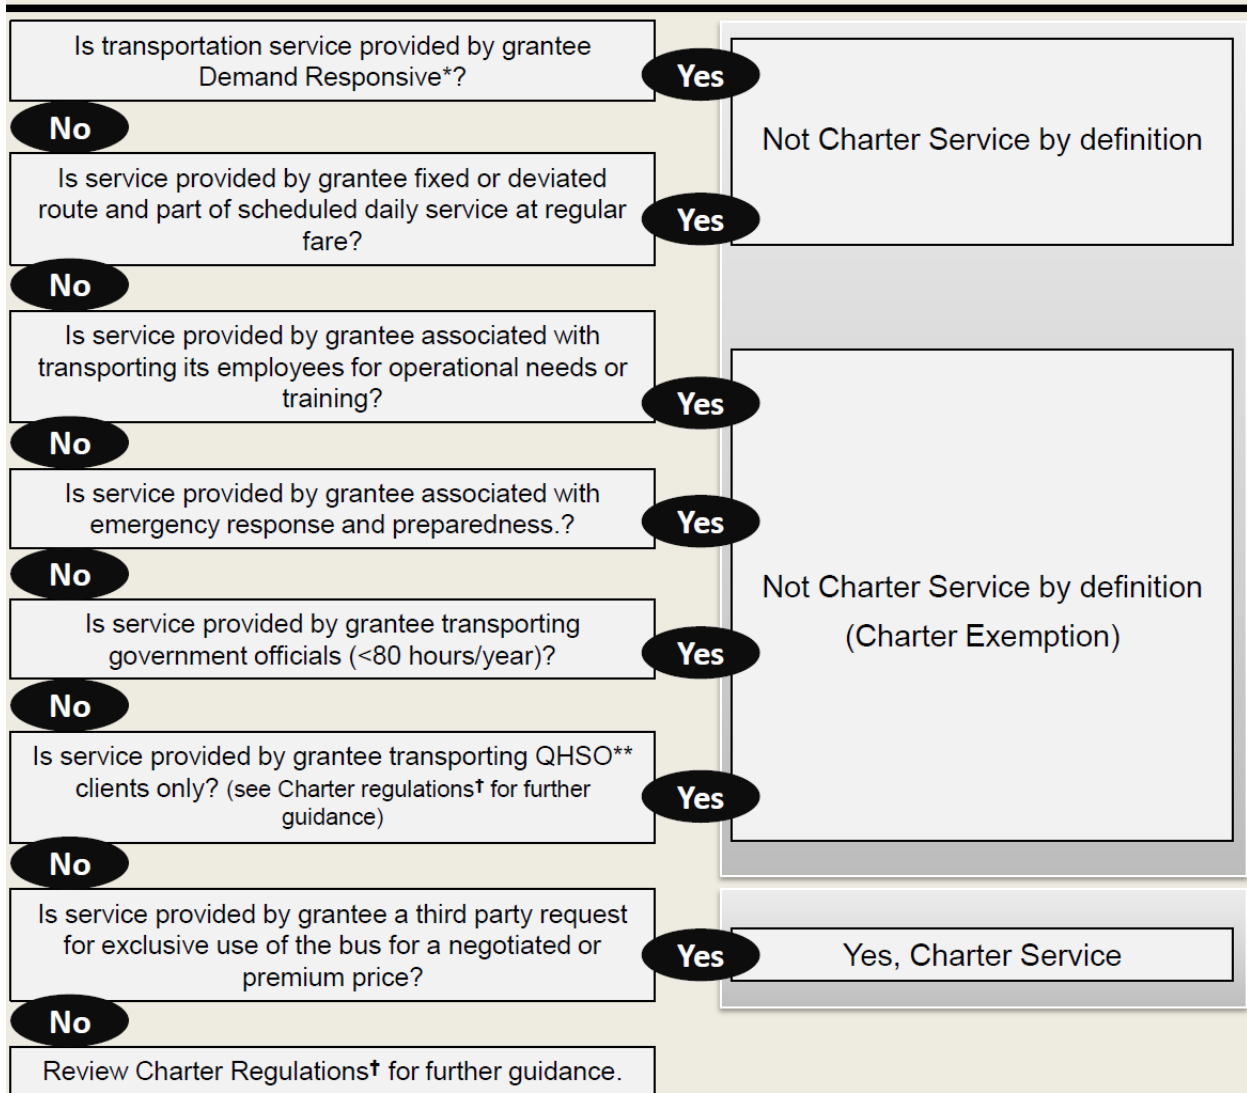 Is transportation service provided by grantee
Demand Responsive*?
Yes
Not Charter Service by definition
No
Is service provided by grantee fixed or deviated
route and part of scheduled daily service at regular
fare?
Yes
No
Is service provided by grantee associated with
transporting its employees for operational needs or
training?
Yes
No
Is service provided by grantee associated with
emergency response and preparedness.?
Yes
Not Charter Service by definition
(Charter Exemption)
No
Is service provided by grantee transporting
government officials (<80 hours/year)?
Yes
No
Is service provided by grantee transporting QHSO**
clients only? (see Charter regulations† for further
guidance)
Yes
No
Is service provided by grantee a third party request
for exclusive use of the bus for a negotiated or
premium price?
Yes
Yes, Charter Service
No
Review Charter Regulations† for further guidance.